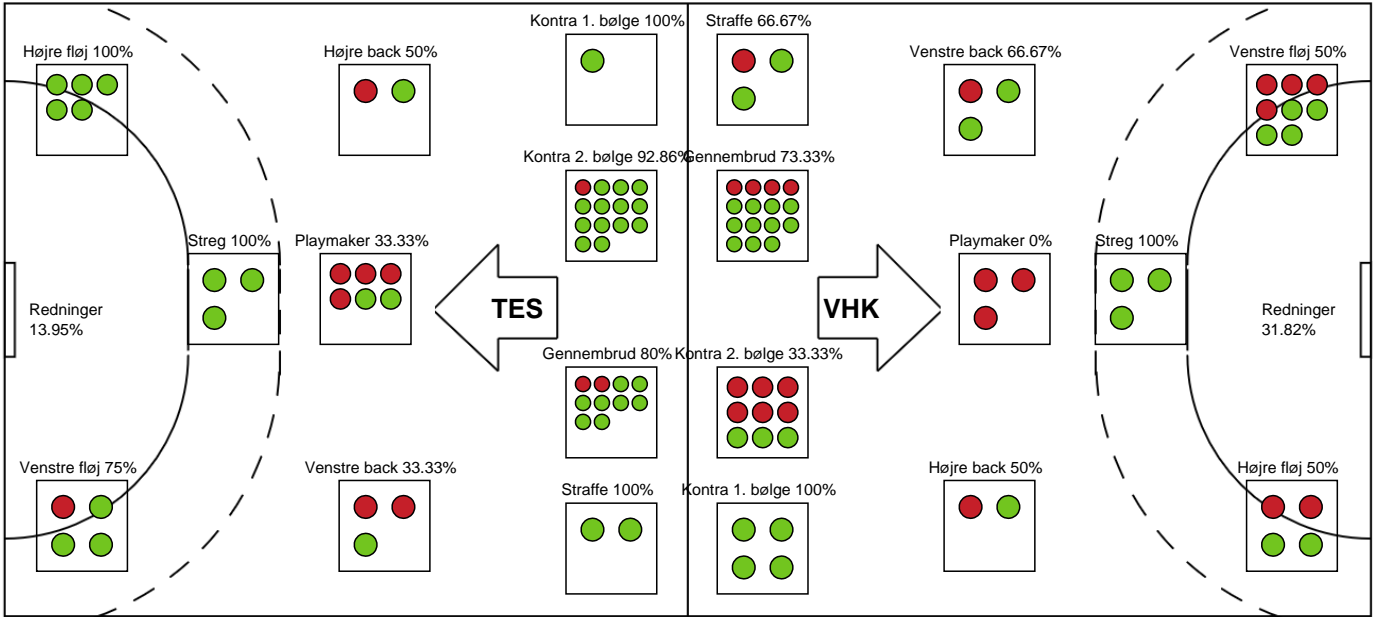 Kontra 1. bølge 100%
Straffe 66.67%
Højre fløj 100%
Højre back 50%
Venstre back 66.67%
Venstre fløj 50%
Kontra 2. bølge 92.86%
Gennembrud 73.33%
Streg 100%
Playmaker 33.33%
Playmaker 0%
Streg 100%
Redninger
13.95%
TES
VHK
Redninger
31.82%
Gennembrud 80%
Kontra 2. bølge 33.33%
Venstre fløj 75%
Venstre back 33.33%
Højre back 50%
Højre fløj 50%
Straffe 100%
Kontra 1. bølge 100%